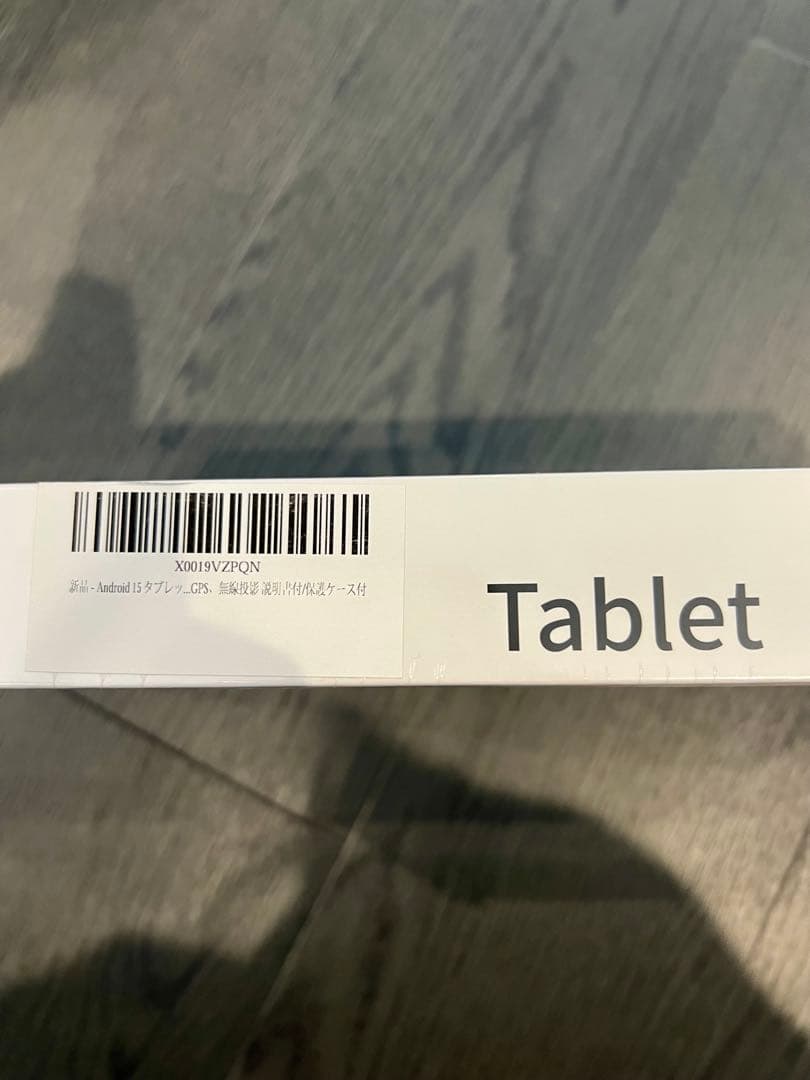 X0019VZPQN
新品 - Android 15 タブレッ...GPS、無線投影 説明書付/保護ケース付
Tablet